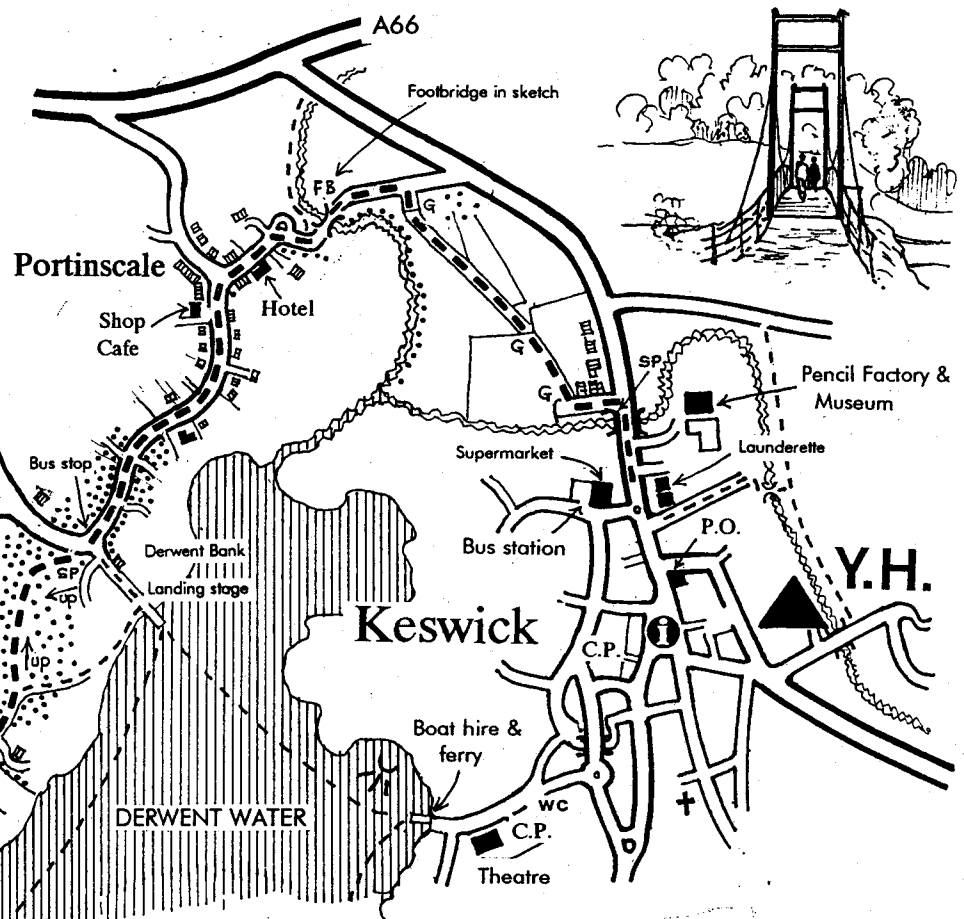 A66
Footbridge in sketch
FB
G
Portinscale
Hotel
Shop
Cafe
G
G
SP
Pencil Factory &
Museum
Supermarket
Launderette
Bus stop
P.O.
Bus station
Derwent Bank
SP
up
Landing stage
Y.H.
Keswick
i
C.P.
up
Boat hire &
ferry
WC
DERWENT WATER
C.P.
Theatre